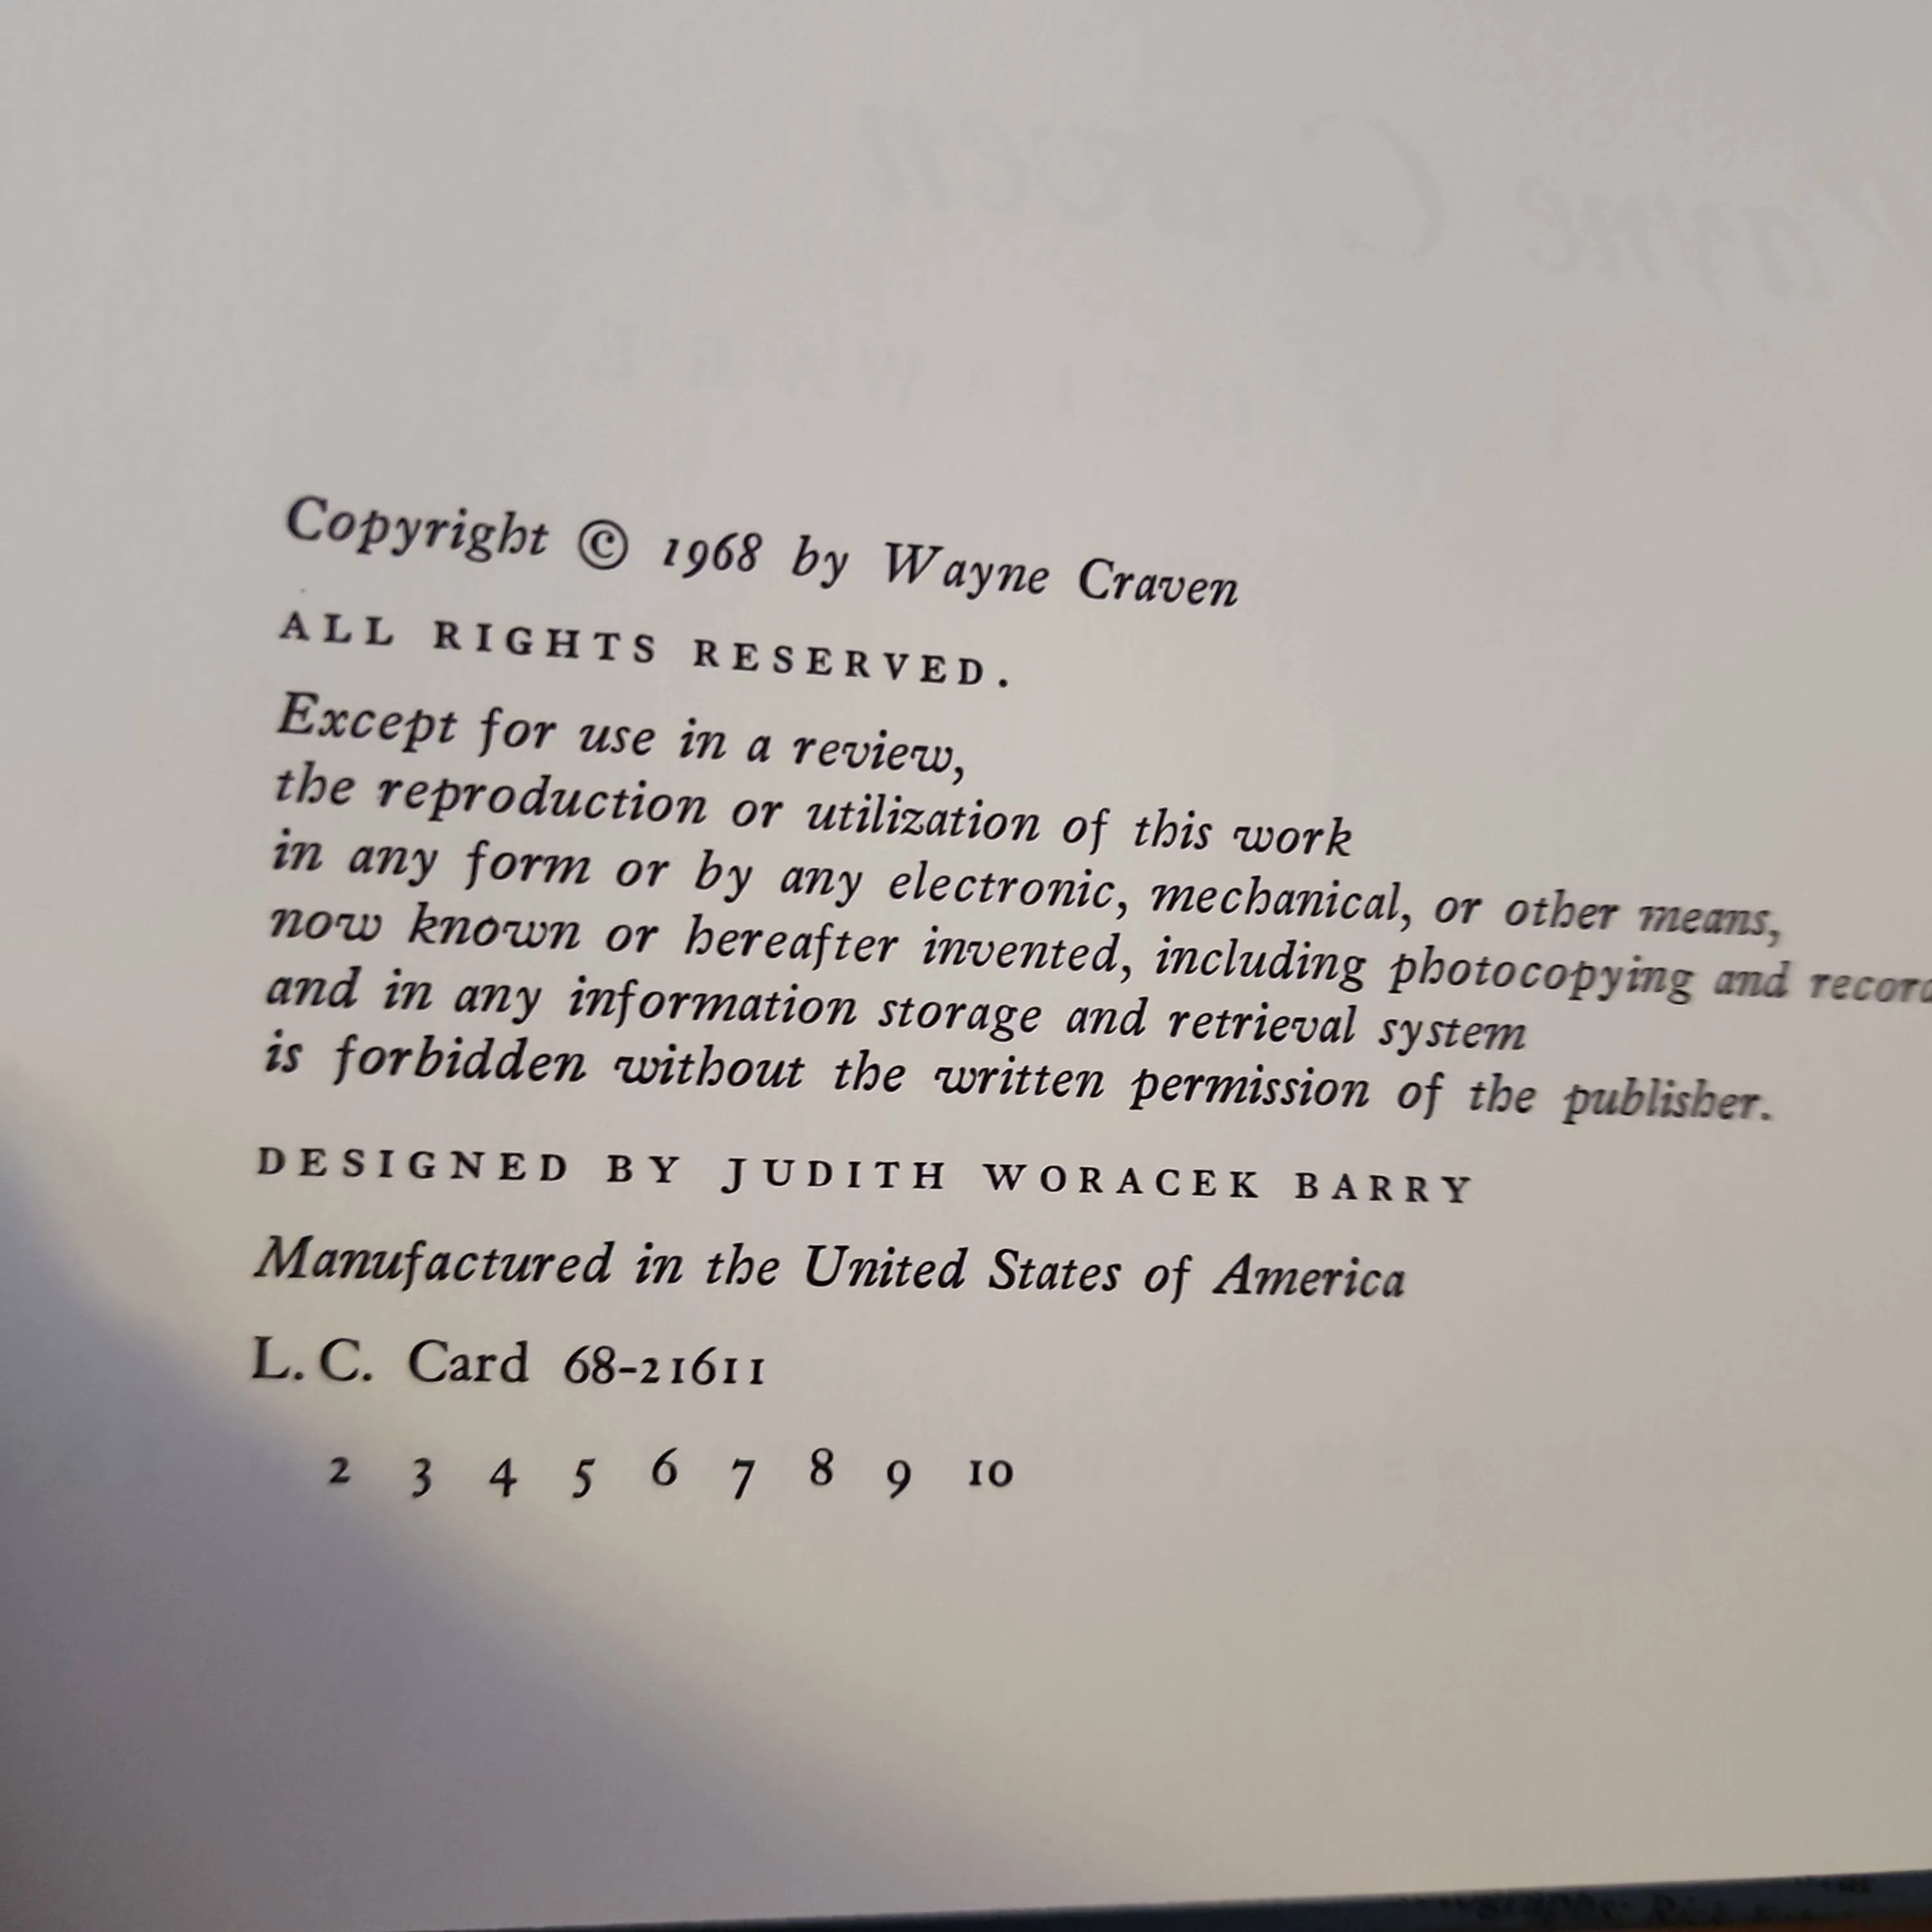 Copyright © 1968 by Wayne Craven
ALL RIGHTS RESERVED.
Except for use in a review,
the reproduction or utilization of this work
in any form or by any electronic, mechanical, or other means,
now known or hereafter invented, including photocopying and record
and in any information storage and retrieval system
is forbidden without the written permission of the publisher.
DESIGNED BY JUDITH WORACEK BARRY
Manufactured in the United States of America
L. C. Card 68-21611
2 3 4 5 6 7 8 9 10